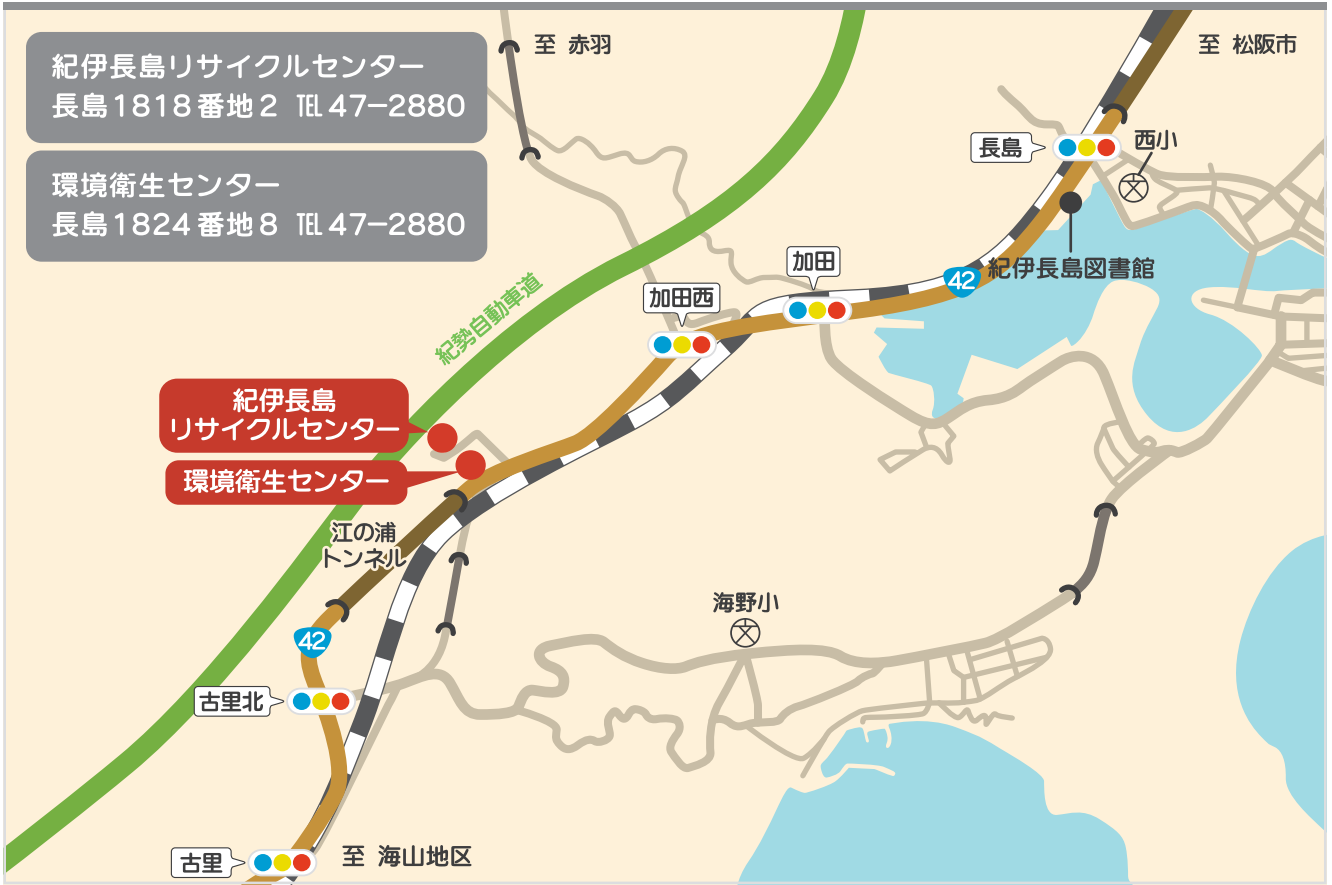 紀伊長島リサイクルセンター
長島1818番地2 ℡47−2880
環境衛生センター
長島1824番地8 ℡47−2880
至 赤羽
至 松阪市
長島
西小
紀伊長島図書館
加田
42
加田西
紀勢自動車道
紀伊長島
リサイクルセンター
環境衛生センター
江の浦
トンネル
海野小
42
古里北
古里
至 海山地区